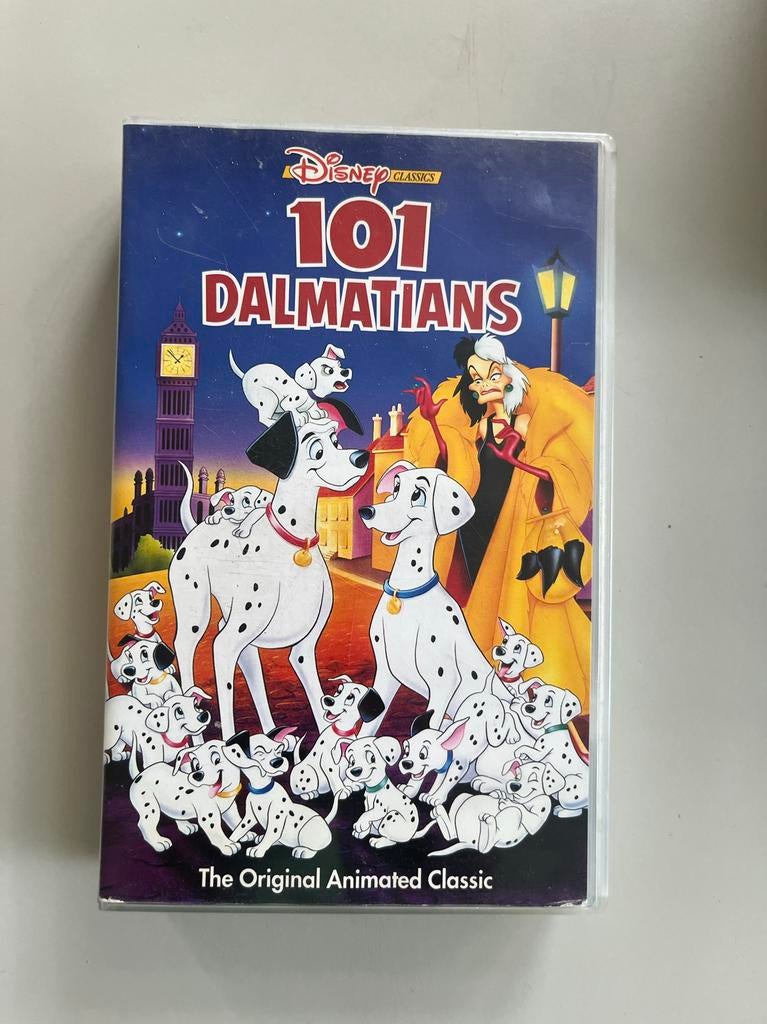 Disney CLASSICS
101
DALMATIANS
The Original Animated Classic